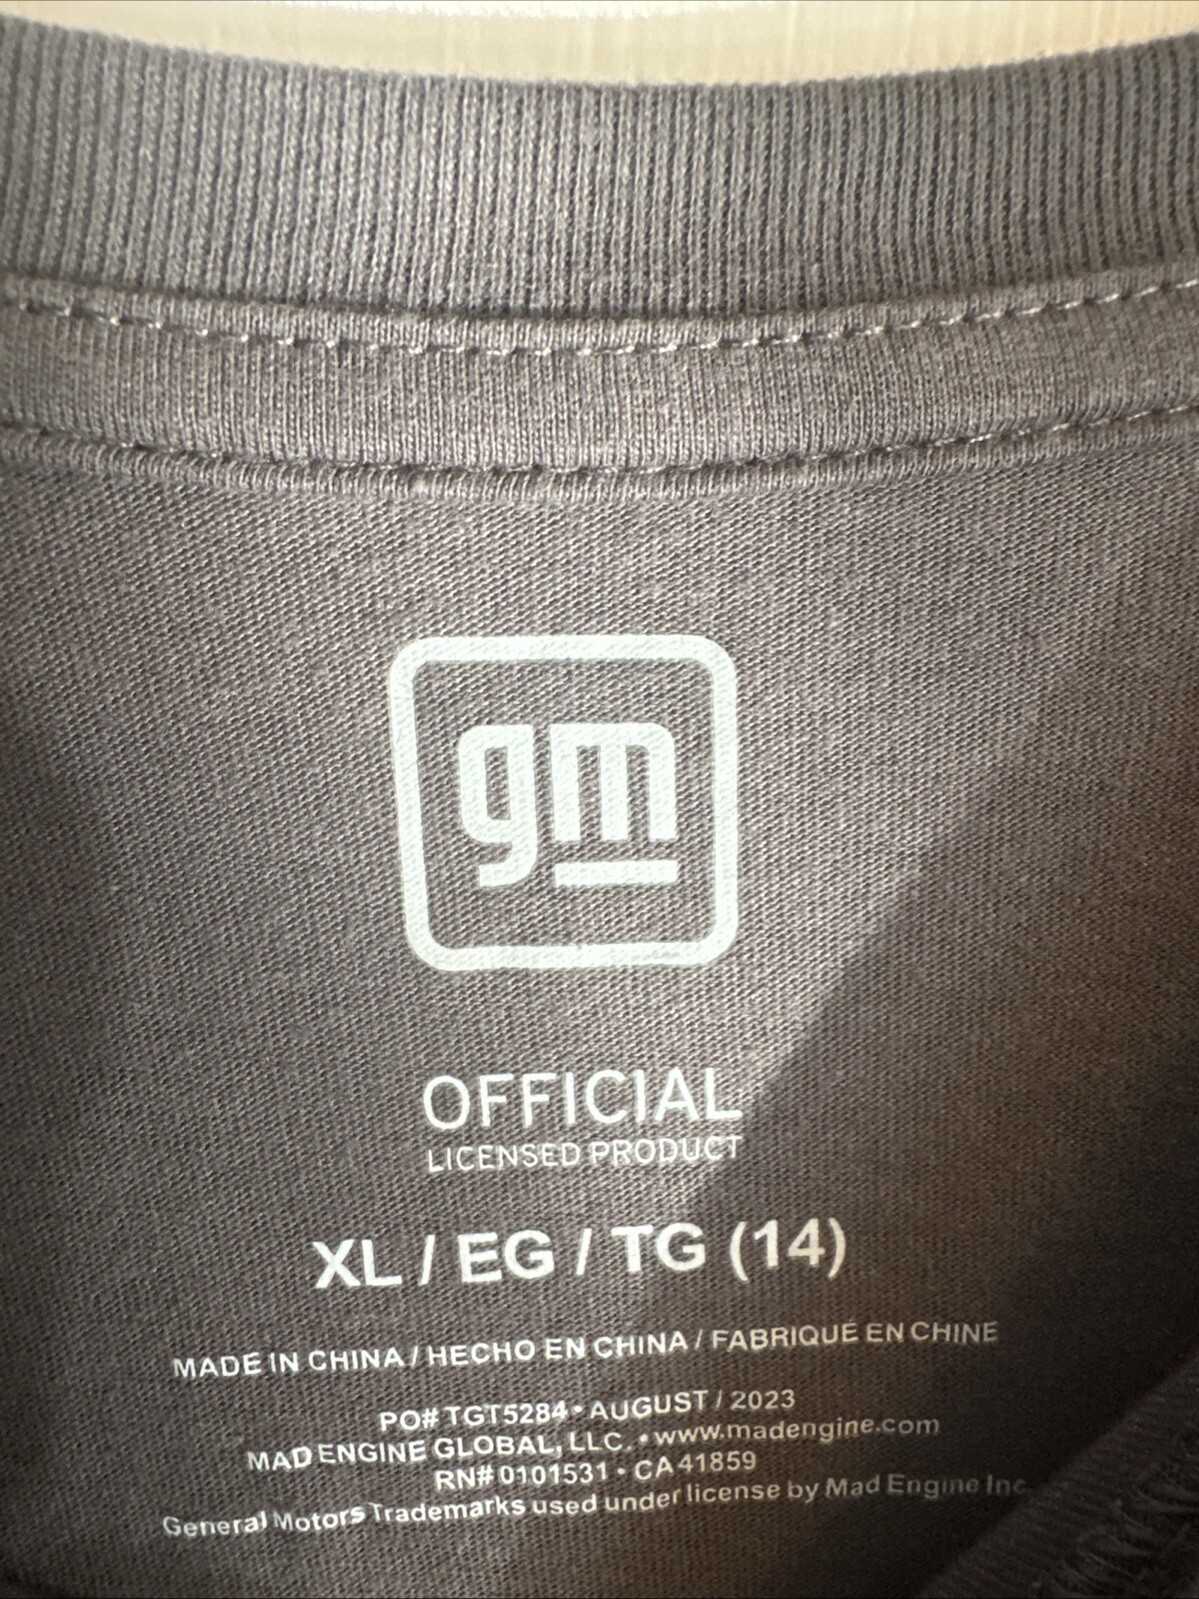 gm
OFFICIAL
LICENSED PRODUCT
XL / EG / TG (14)
MADE IN CHINA / HECHO EN CHINA / FABRIQUÉ EN CHINE
PO# TGT5284 • AUGUST / 2023
MAD ENGINE GLOBAL, LLC. • www.madengine.com
RN# 0101531 • CA 41859
General Motors Trademarks used under license by Mad Engine Inc